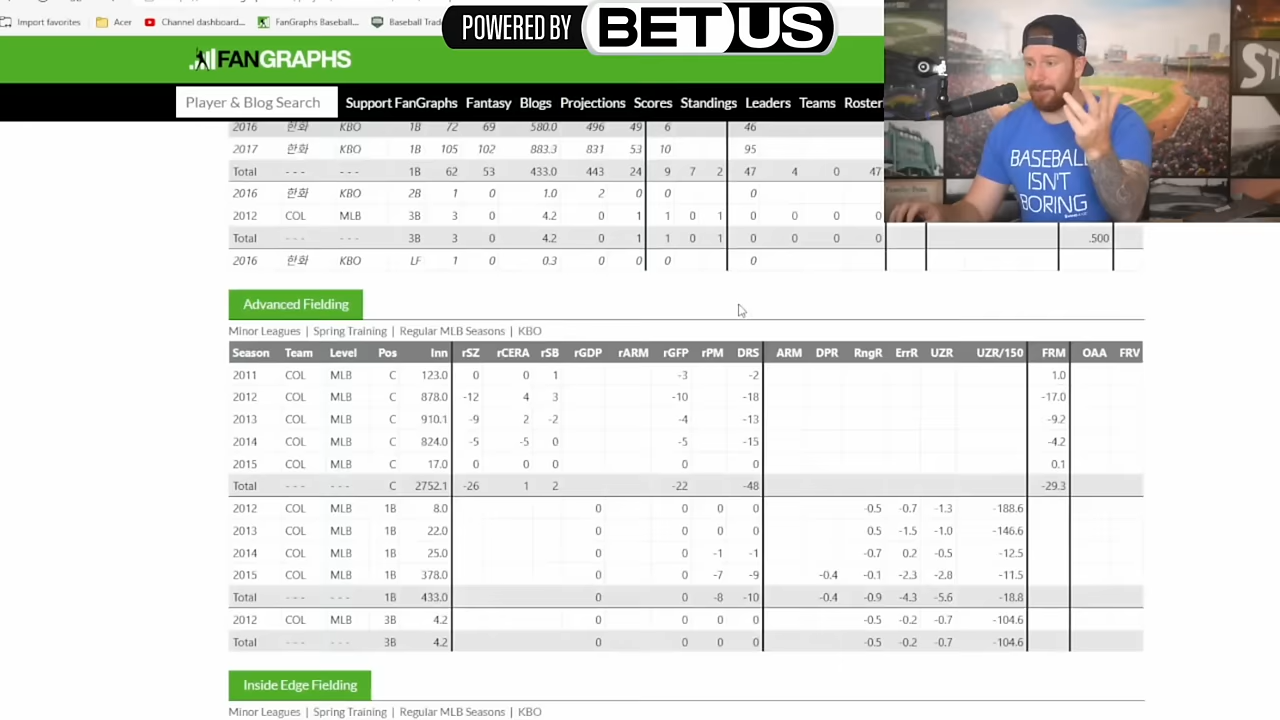 POWERED BY BETUS
Import favorites Acer Channel dashboard... FanGraphs Baseball... Baseball Trad
FANGRAPHS
Player & Blog Search Support FanGraphs Fantasy Blogs Projections Scores Standings Leaders Teams Roster
BASEBALL
ISN'T
BORING
2016 한화 KBO 1B 72 69 580.0 496 49 6 46
2017 한화 KBO 1B 105 102 883.3 831 53 10 95
Total - - - - - - 1B 62 53 433.0 443 24 9 7 2 47 4 0 47
2016 한화 KBO 2B 1 0 1.0 2 0 0 0
2012 COL MLB 3B 3 0 4.2 0 1 1 0 1 0 0 0 0
Total - - - - - - 3B 3 0 4.2 0 1 1 0 1 0 0 0 0 .500
2016 한화 KBO LF 1 0 0.3 0 0 0 0
Advanced Fielding
Minor Leagues | Spring Training | Regular MLB Seasons | KBO
Season Team Level Pos Inn rSZ rCERA rSB rGDP rARM rGFP rPM DRS ARM DPR RngR ErrR UZR UZR/150 FRM OAA FRV
2011 COL MLB C 123.0 0 0 1 -3 -2 1.0
2012 COL MLB C 878.0 -12 4 3 -10 -18 -17.0
2013 COL MLB C 910.1 -9 2 -2 -4 -13 -9.2
2014 COL MLB C 824.0 -5 -5 0 -5 -15 -4.2
2015 COL MLB C 17.0 0 0 0 0 0 0.1
Total - - - - - - C 2752.1 -26 1 2 -22 -48 -29.3
2012 COL MLB 1B 8.0 0 0 0 0 -0.5 -0.7 -1.3 -188.6
2013 COL MLB 1B 22.0 0 0 0 0 0.5 -1.5 -1.0 -146.6
2014 COL MLB 1B 25.0 0 0 -1 -1 -0.7 0.2 -0.5 -12.5
2015 COL MLB 1B 378.0 0 0 -7 -9 -0.4 -0.1 -2.3 -2.8 -11.5
Total - - - - - - 1B 433.0 0 0 -8 -10 -0.4 -0.9 -4.3 -5.6 -18.8
2012 COL MLB 3B 4.2 0 0 0 0 -0.5 -0.2 -0.7 -104.6
Total - - - - - - 3B 4.2 0 0 0 0 -0.5 -0.2 -0.7 -104.6
Inside Edge Fielding
Minor Leagues | Spring Training | Regular MLB Seasons | KBO